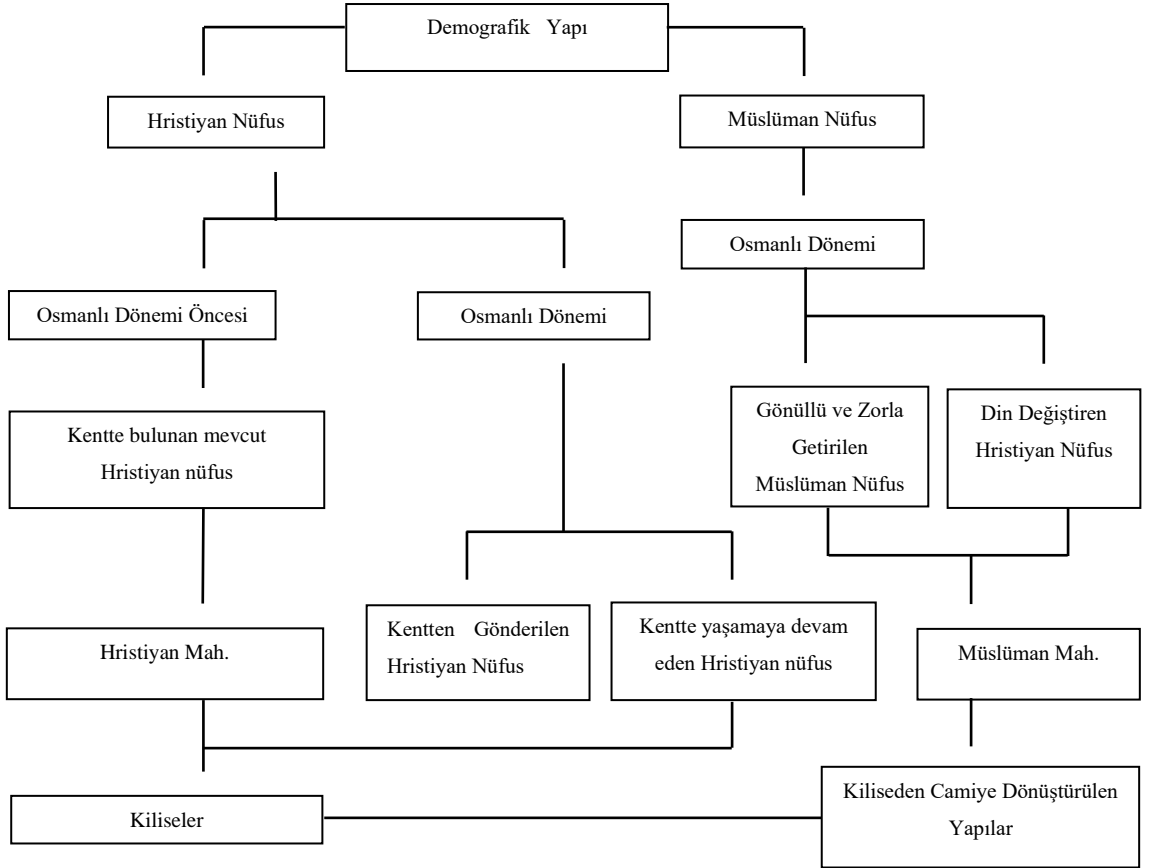 Demografik Yapı
Hristiyan Nüfus
Müslüman Nüfus
Osmanlı Dönemi
Osmanlı Dönemi Öncesi
Osmanlı Dönemi
Gönüllü ve Zorla
Getirilen
Müslüman Nüfus
Din Değiştiren
Hristiyan Nüfus
Kentte bulunan mevcut
Hristiyan nüfus
Kentten Gönderilen
Hristiyan Nüfus
Kentte yaşamaya devam
eden Hristiyan nüfus
Hristiyan Mah.
Müslüman Mah.
Kiliseler
Kiliseden Camiye Dönüştürülen
Yapılar